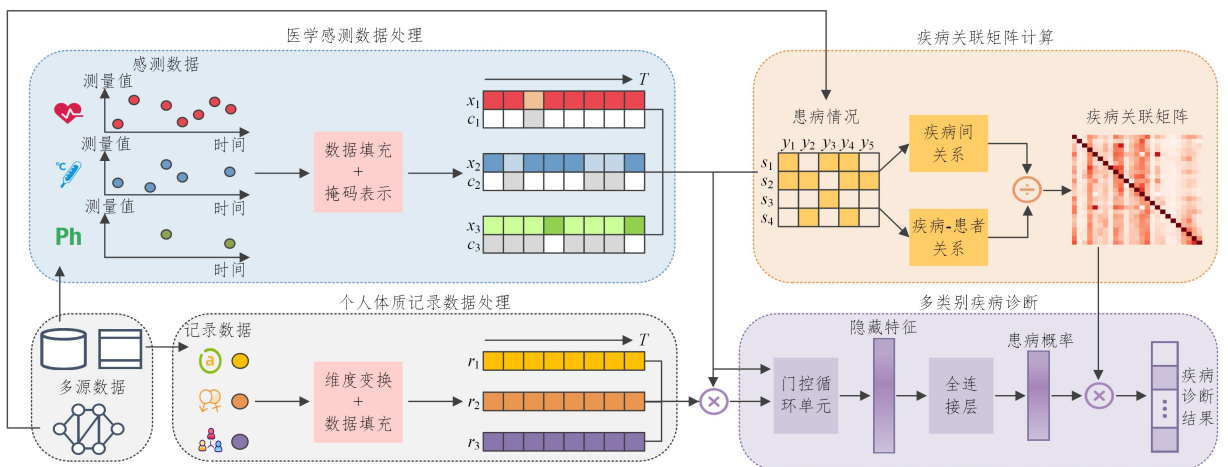 医学感测数据处理
感测数据
测量值
时间
℃
测量值
时间
Ph
测量值
时间
数据填充
+
掩码表示
T
x1
c1
x2
c2
x3
c3
疾病关联矩阵计算
患病情况
y1 y2 y3 y4 y5
s1
s2
s3
s4
疾病间
关系
疾病-患者
关系
÷
疾病关联矩阵
多源数据
个人体质记录数据处理
记录数据
a
维度变换
+
数据填充
T
r1
r2
r3
×
多类别疾病诊断
门控循
环单元
隐藏特征
全连
接层
患病概率
×
疾病
诊断
结果